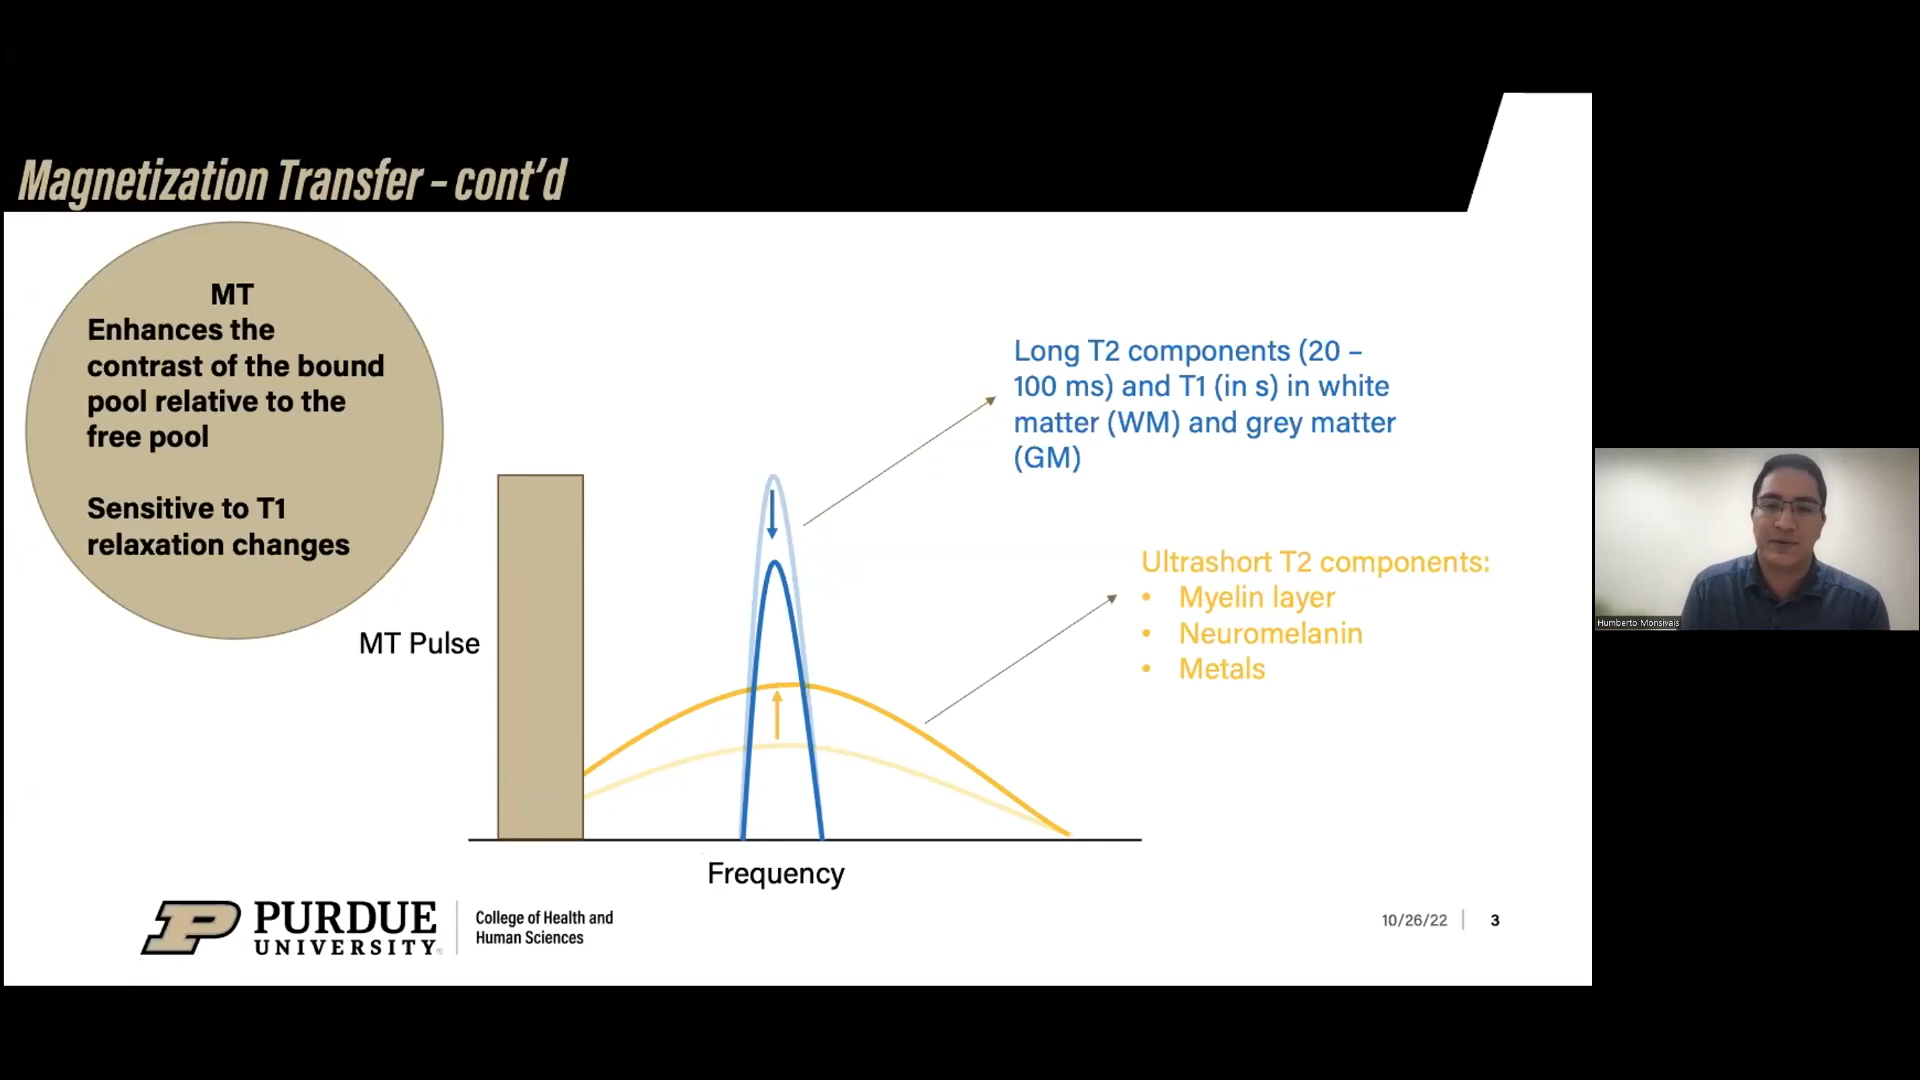 Magnetization Transfer – cont'd
MT
Enhances the
contrast of the bound
pool relative to the
free pool
Sensitive to T1
relaxation changes
MT Pulse
Long T2 components (20 –
100 ms) and T1 (in s) in white
matter (WM) and grey matter
(GM)
Ultrashort T2 components:
• Myelin layer
• Neuromelanin
• Metals
Frequency
Humberto Monsivais
P PURDUE
UNIVERSITY®
College of Health and
Human Sciences
10/26/22 | 3